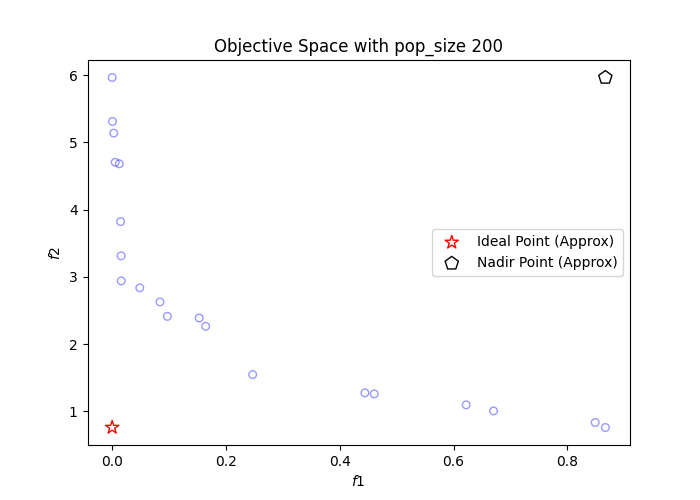 Objective Space with pop_size 200
6
5
4
3
2
1
f2
Ideal Point (Approx)
Nadir Point (Approx)
0.0 0.2 0.4 0.6 0.8
f1